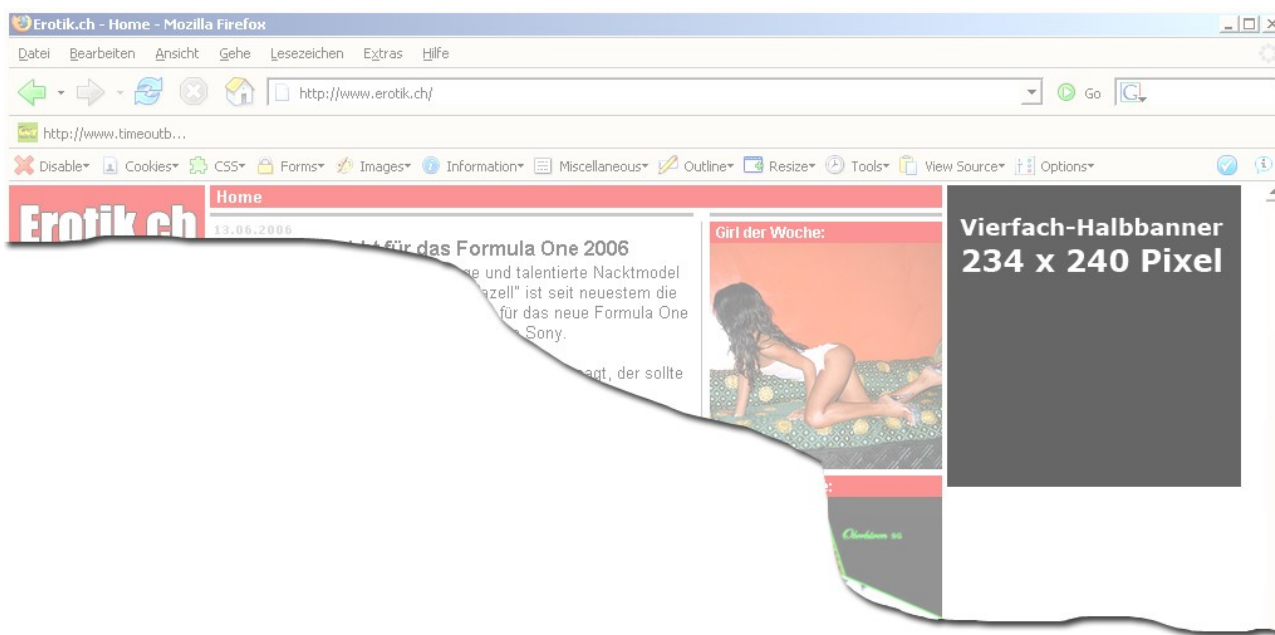 Erotik.ch - Home - Mozilla Firefox
Datei Bearbeiten Ansicht Gehe Lesezeichen Extras Hilfe
http://www.erotik.ch/ Go G
http://www.timeoutb...
Disable Cookies CSS Forms Images Information Miscellaneous Outline Resize Tools View Source Options
Erotik.ch
Home
13.06.2006
für das Formula One 2006
und talentierte Nacktmodel
ist seit neuestem die
für das neue Formula One
Sony.
der sollte
Girl der Woche:
Vierfach-Halbbanner
234 x 240 Pixel